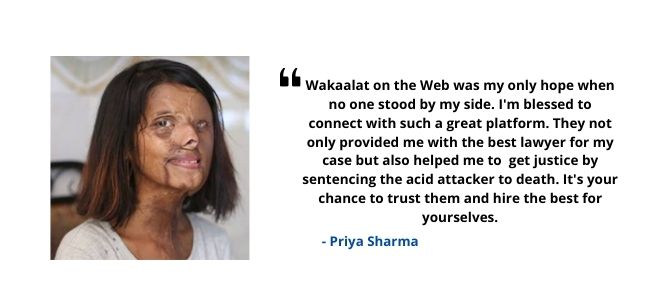 Wakaalat on the Web was my only hope when
no one stood by my side. I'm blessed to
connect with such a great platform. They not
only provided me with the best lawyer for my
case but also helped me to  get justice by
sentencing the acid attacker to death. It's your
chance to trust them and hire the best for
yourselves.
- Priya Sharma